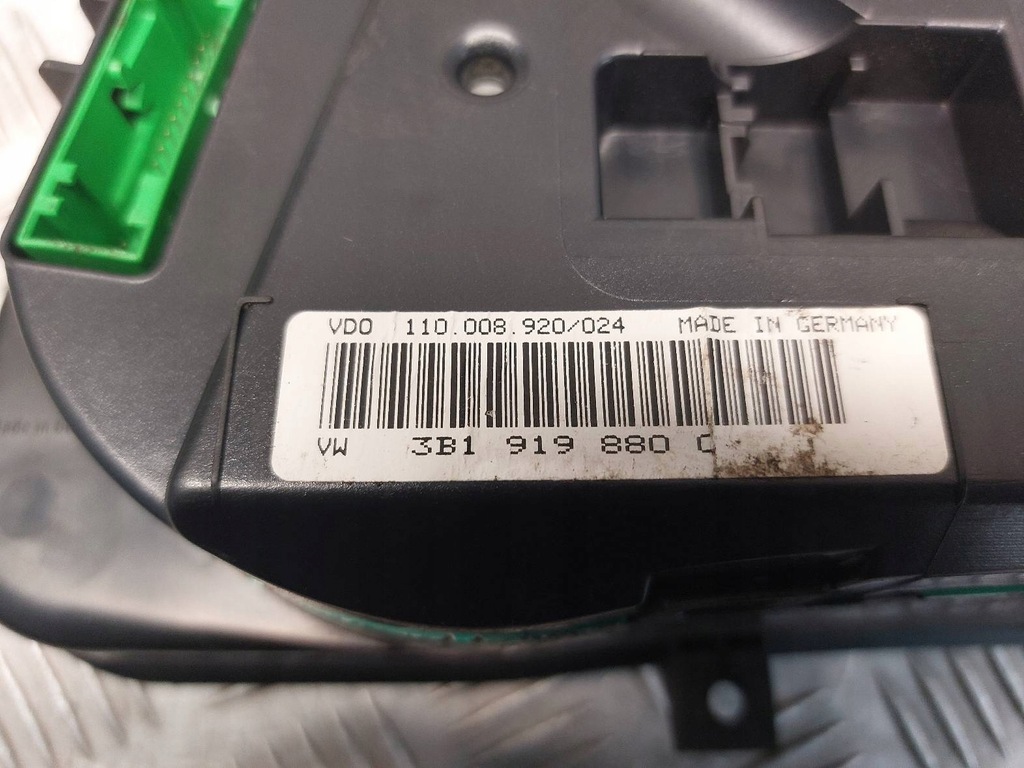 VDO 110.008.920/024 MADE IN GERMANY
VW 3B1 919 880